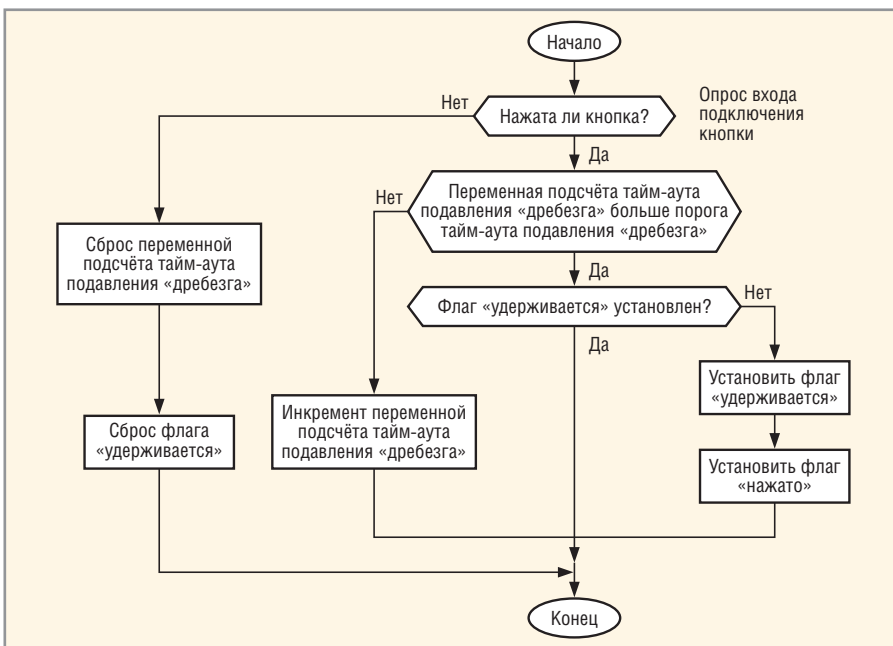 Начало
Нет
Нажата ли кнопка?
Опрос входа
подключения
кнопки
Да
Нет
Переменная подсчёта тайм-аута
подавления «дребезга» больше порога
тайм-аута подавления «дребезга»
Сброс переменной
подсчёта тайм-аута
подавления «дребезга»
Да
Флаг «удерживается» установлен?
Нет
Да
Установить флаг
«удерживается»
Инкремент переменной
подсчёта тайм-аута
подавления «дребезга»
Сброс флага
«удерживается»
Установить флаг
«нажато»
Конец